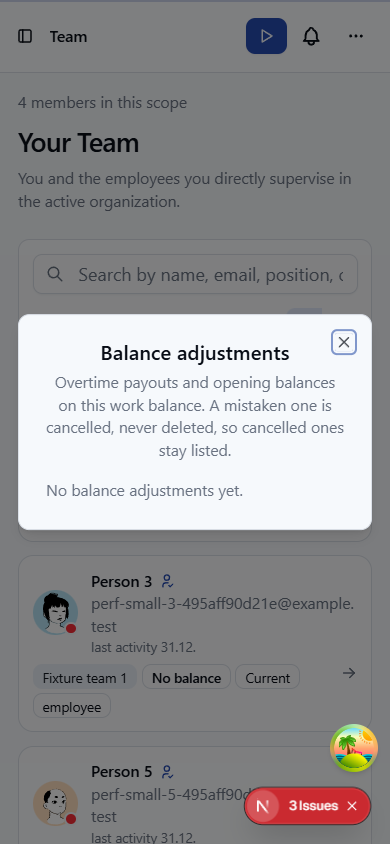 Team
4 members in this scope
Your Team
You and the employees you directly supervise in
the active organization.
Search by name, email, position, c
Balance adjustments
Overtime payouts and opening balances
on this work balance. A mistaken one is
cancelled, never deleted, so cancelled ones
stay listed.
No balance adjustments yet.
Person 3
perf-small-3-495aff90d21e@example.
test
last activity 31.12.
Fixture team 1 No balance Current
employee
Person 5
perf-small-5-495aff90d
N 3 Issues
last activity 31.12.